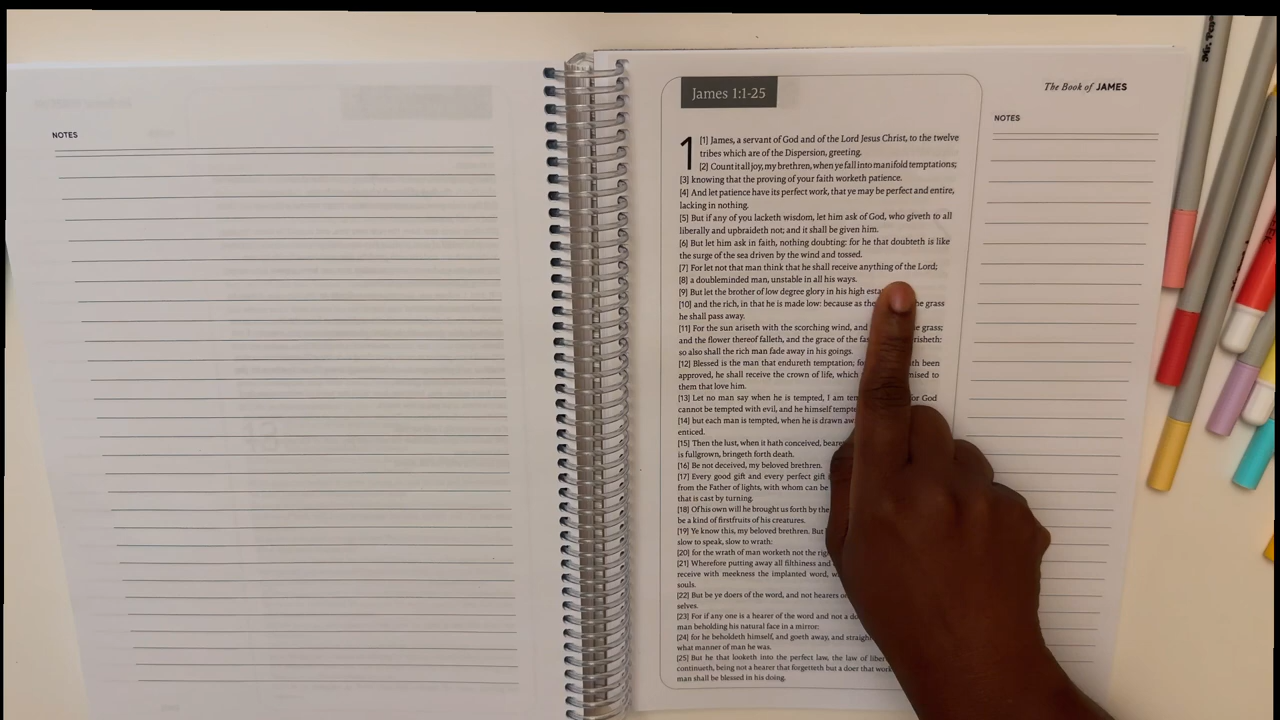 NOTES
James 1:1-25
The Book of JAMES
NOTES
1 [1] James, a servant of God and of the Lord Jesus Christ, to the twelve
tribes which are of the Dispersion, greeting.
[2] Count it all joy, my brethren, when ye fall into manifold temptations;
[3] knowing that the proving of your faith worketh patience.
[4] And let patience have its perfect work, that ye may be perfect and entire,
lacking in nothing.
[5] But if any of you lacketh wisdom, let him ask of God, who giveth to all
liberally and upbraideth not; and it shall be given him.
[6] But let him ask in faith, nothing doubting: for he that doubteth is like
the surge of the sea driven by the wind and tossed.
[7] For let not that man think that he shall receive anything of the Lord;
[8] a doubleminded man, unstable in all his ways.
[9] But let the brother of low degree glory in his high
[10] and the rich, in that he is made low: because as the grass
he shall pass away.
[11] For the sun ariseth with the scorching wind, and grass;
and the flower thereof falleth, and the grace of the
so also shall the rich man fade away in his goings.
[12] Blessed is the man that endureth temptation; been
approved, he shall receive the crown of life, which to
them that love him.
[13] Let no man say when he is tempted, I am God
cannot be tempted with evil, and he himself
[14] but each man is tempted, when he is drawn
enticed.
[15] Then the lust, when it hath conceived,
is fullgrown, bringeth forth death.
[16] Be not deceived, my beloved brethren.
[17] Every good gift and every perfect gift
from the Father of lights, with whom can be
that is cast by turning.
[18] Of his own will he brought us forth by the
be a kind of firstfruits of his creatures.
[19] Ye know this, my beloved brethren. But
slow to speak, slow to wrath:
[20] for the wrath of man worketh not the
[21] Wherefore putting away all filthiness and
receive with meekness the implanted word,
souls.
[22] But be ye doers of the word, and not hearers
selves.
[23] For if any one is a hearer of the word and not a
man beholding his natural face in a mirror:
[24] for he beholdeth himself, and goeth away, and
what manner of man he was.
[25] But he that looketh into the perfect law, the law of
continueth, being not a hearer that forgetteth but a doer that
man shall be blessed in his doing.